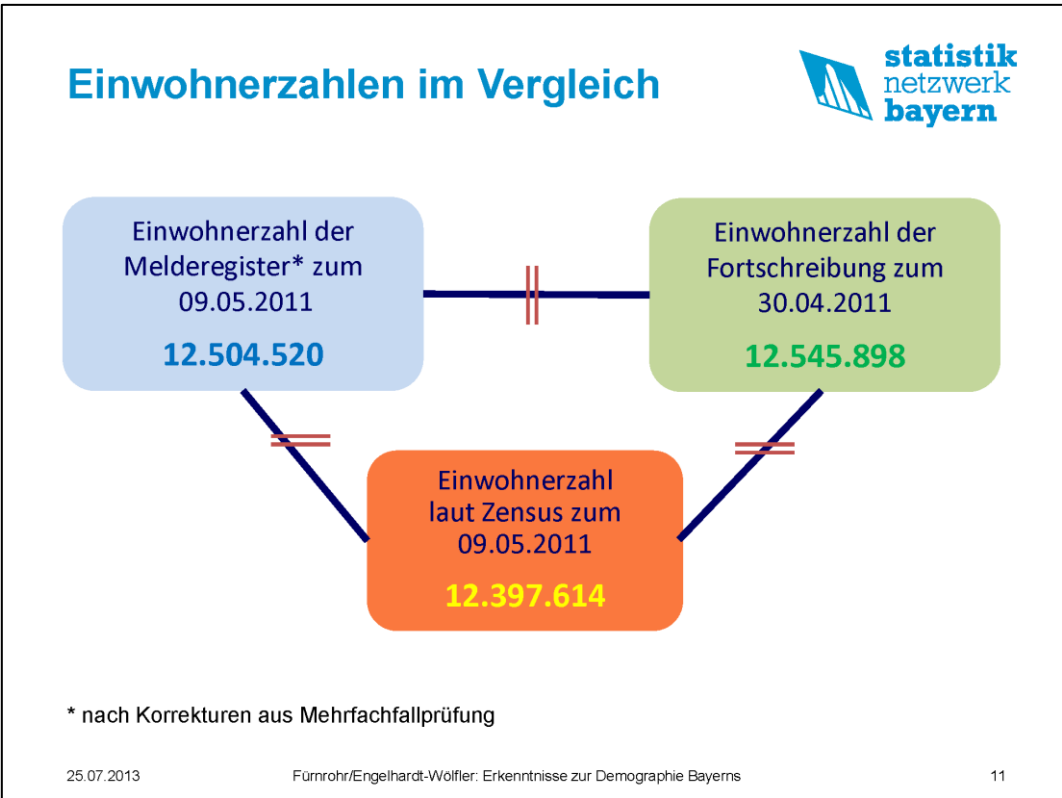 Einwohnerzahlen im Vergleich
statistik
netzwerk
bayern
Einwohnerzahl der
Melderegister* zum
09.05.2011
12.504.520
Einwohnerzahl der
Fortschreibung zum
30.04.2011
12.545.898
Einwohnerzahl
laut Zensus zum
09.05.2011
12.397.614
* nach Korrekturen aus Mehrfachfallprüfung
25.07.2013 Fürnrohr/Engelhardt-Wölfler: Erkenntnisse zur Demographie Bayerns 11